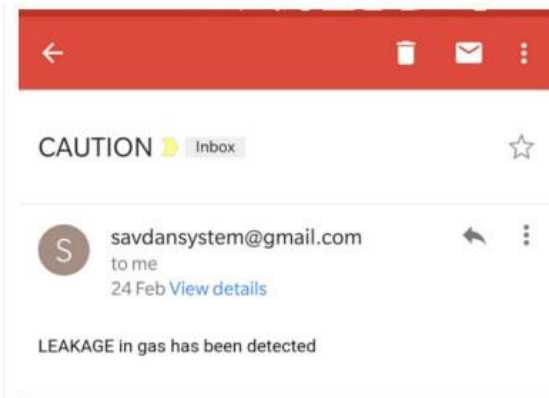 CAUTION Inbox
S
savdansystem@gmail.com
to me
24 Feb View details
LEAKAGE in gas has been detected